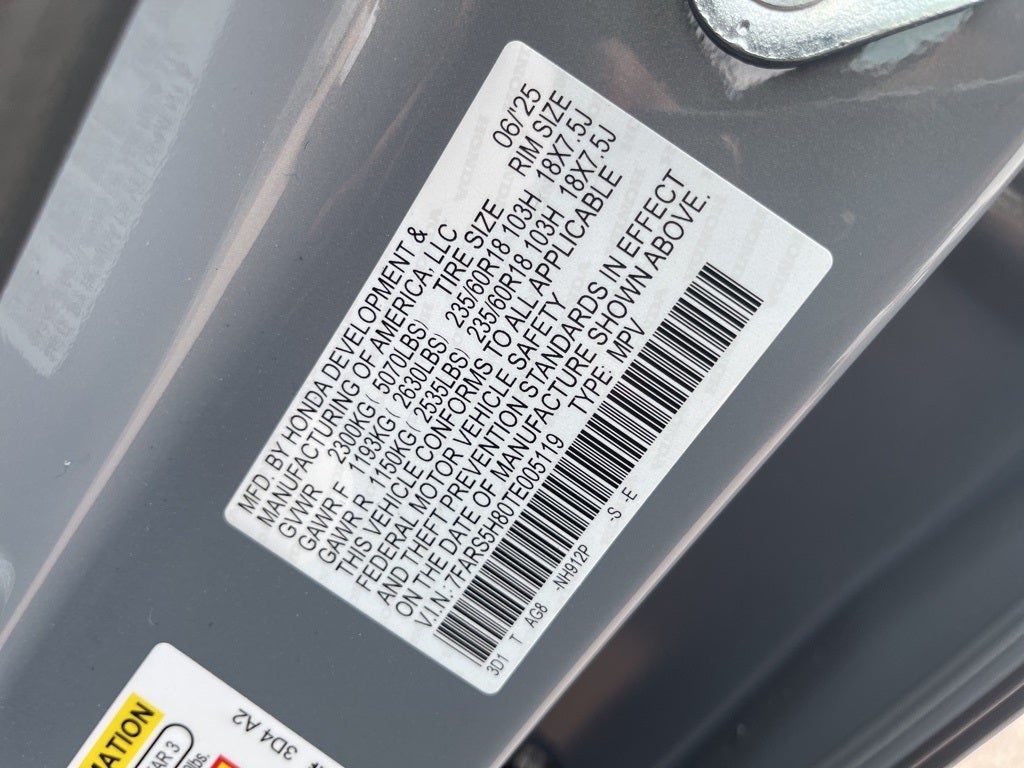 MFD. BY HONDA DEVELOPMENT & 06/'25
MANUFACTURING OF AMERICA, LLC
GVWR 2300KG ( 5070LBS) TIRE SIZE RIM SIZE
GAWR F 1193KG ( 2630LBS) 235/60R18 103H 18X7.5J
GAWR R 1150KG ( 2535LBS) 235/60R18 103H 18X7.5J
THIS VEHICLE CONFORMS TO ALL APPLICABLE
FEDERAL MOTOR VEHICLE SAFETY
AND THEFT PREVENTION STANDARDS IN EFFECT
ON THE DATE OF MANUFACTURE SHOWN ABOVE.
V.I.N: 7FARS5H80TE005119 TYPE: MPV
3D1 T AG8 -NH912P -S -E
MATION
AR 3
lbs.
3D4 A2